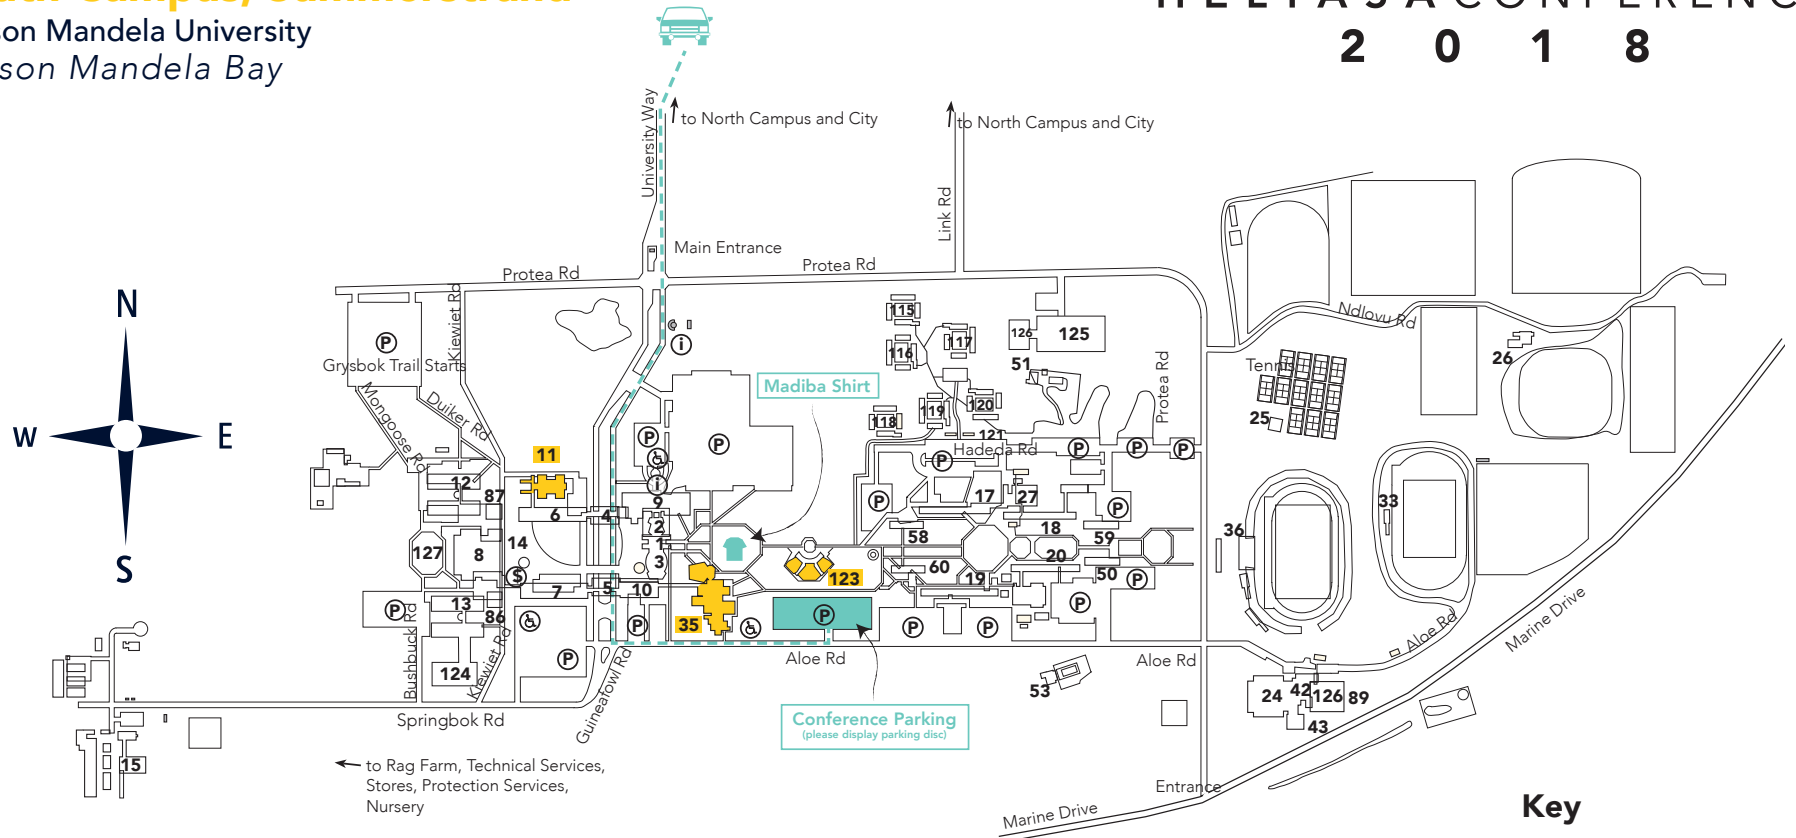 son Mandela University
son Mandela Bay
CONFERENC
2 0 1 8
to North Campus and City
to North Campus and City
University Way
Link Rd
Main Entrance
Protea Rd
Protea Rd
N
W
E
S
Kiewiet Rd
P
Grysbok Trail Starts
Mongoose Rd
Duiker Rd
i
Madiba Shirt
115
116
117
118
119
120
121
126
125
51
Protea Rd
Ndlovu Rd
Tennis
25
26
Hadeda Rd
P
P
P
P
P
P
P
P
i
11
12
87
6
4
9
2
1
3
14
127
8
$
7
5
10
13
86
P
P
P
35
123
P
P
P
P
P
P
17
27
18
58
59
60
19
20
50
36
33
Bushbuck Rd
124
Kiewiet Rd
Guineafowl Rd
Aloe Rd
Aloe Rd
Aloe Rd
Marine Drive
53
24
42
126
89
43
Springbok Rd
15
Conference Parking
(please display parking disc)
to Rag Farm, Technical Services,
Stores, Protection Services,
Nursery
Entrance
Marine Drive
Key